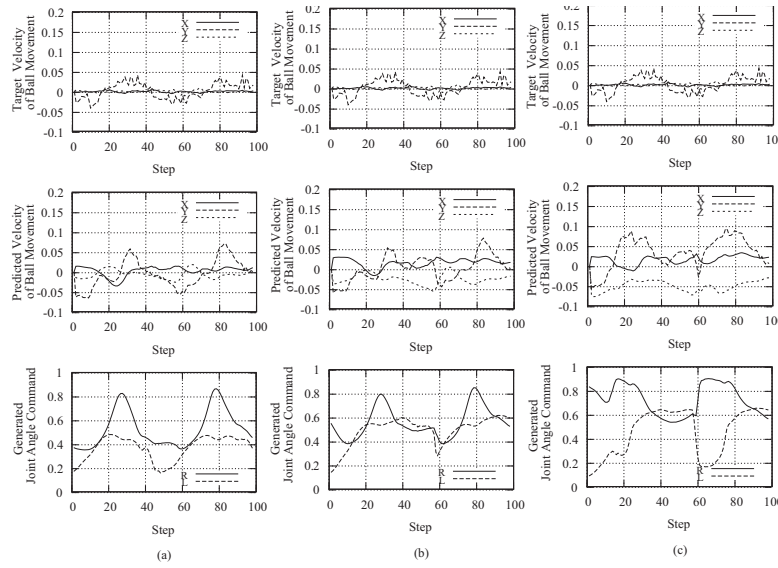 Target Velocity
of Ball Movement
0.2
0.15
0.1
0.05
0
-0.05
-0.1
X
Y
Z
0 20 40 60 80 100
Step
Target Velocity
of Ball Movement
0.2
0.15
0.1
0.05
0
-0.05
-0.1
X
Y
Z
0 20 40 60 80 100
Step
Target Velocity
of Ball Movement
0.2
0.15
0.1
0.05
0
-0.05
-0.1
X
Y
Z
0 20 40 60 80 100
Step
Predicted Velocity
of Ball Movement
0.2
0.15
0.1
0.05
0
-0.05
-0.1
X
Y
Z
0 20 40 60 80 100
Step
Predicted Velocity
of Ball Movement
0.2
0.15
0.1
0.05
0
-0.05
-0.1
X
Y
Z
0 20 40 60 80 100
Step
Predicted Velocity
of Ball Movement
0.2
0.15
0.1
0.05
0
-0.05
-0.1
X
Y
Z
0 20 40 60 80 100
Step
Generated
Joint Angle Command
1
0.8
0.6
0.4
0.2
0
R
L
0 20 40 60 80 100
Step
(a)
Generated
Joint Angle Command
1
0.8
0.6
0.4
0.2
0
R
L
0 20 40 60 80 100
Step
(b)
Generated
Joint Angle Command
1
0.8
0.6
0.4
0.2
0
R
L
0 20 40 60 80 100
Step
(c)